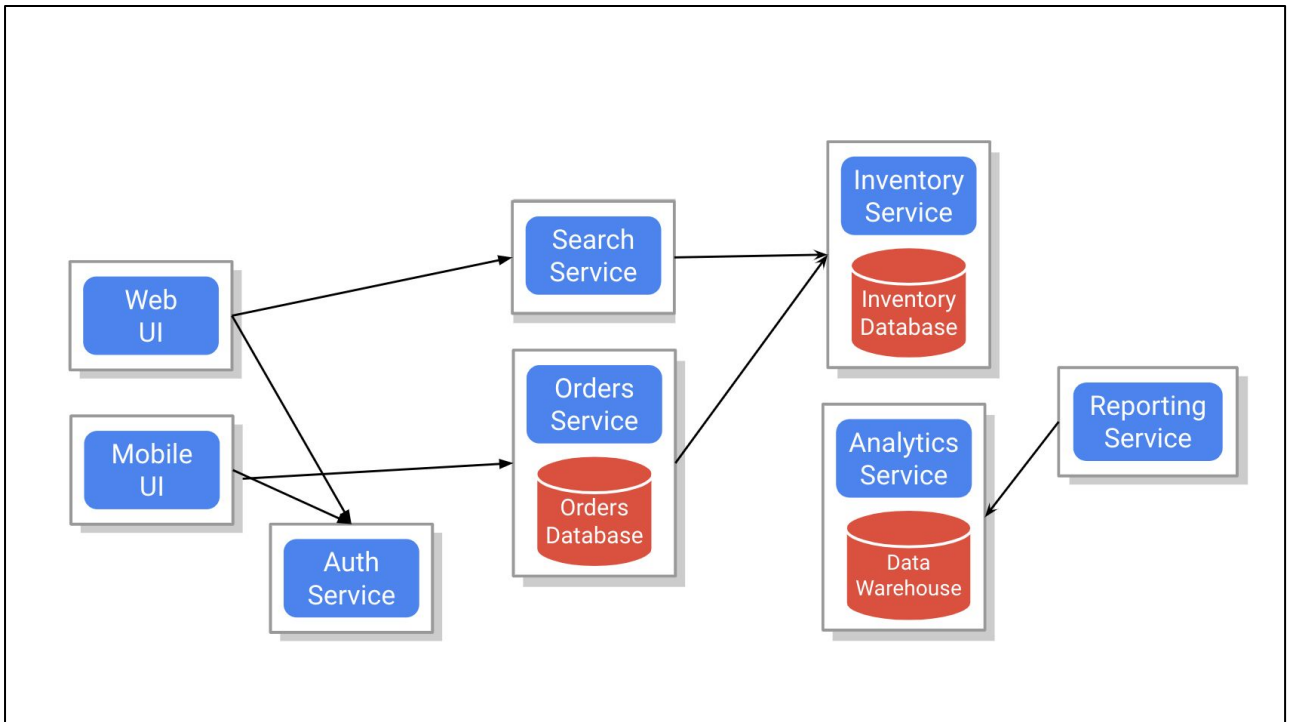 Web
UI
Mobile
UI
Auth
Service
Search
Service
Orders
Service
Orders
Database
Inventory
Service
Inventory
Database
Analytics
Service
Data
Warehouse
Reporting
Service